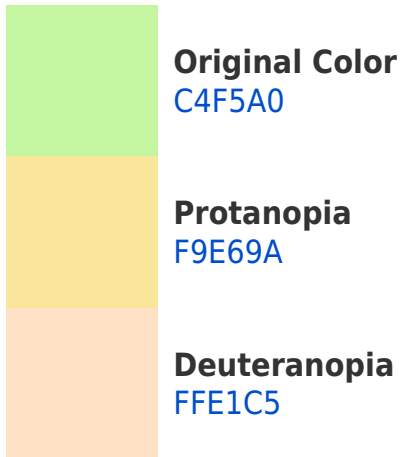 Original Color
C4F5A0
Protanopia
F9E69A
Deuteranopia
FFE1C5